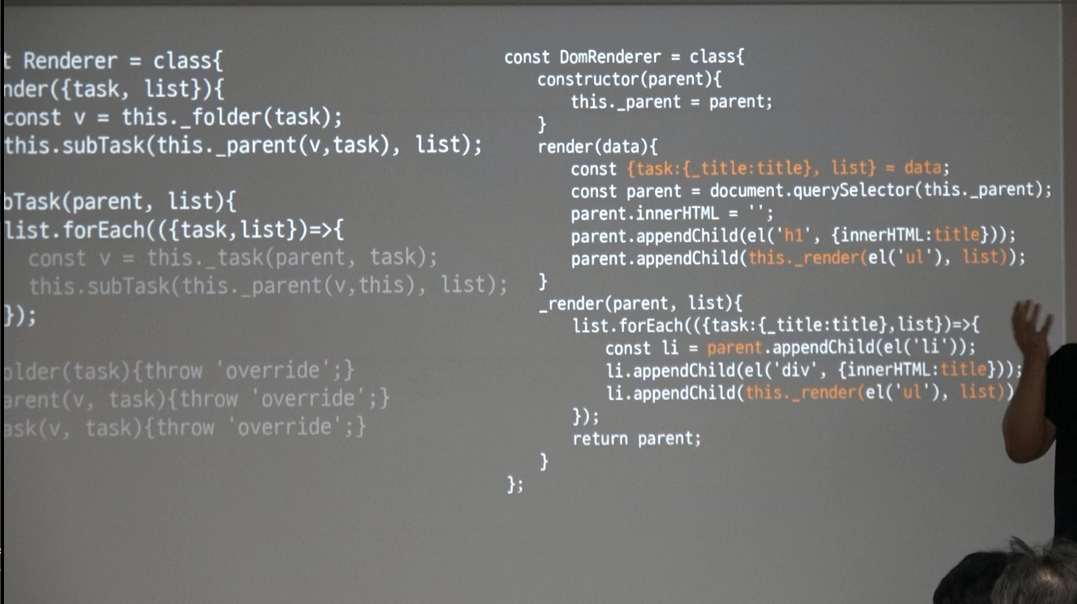 t Renderer = class{
nder({task, list}){
const v = this._folder(task);
this.subTask(this._parent(v,task), list);
bTask(parent, list){
list.forEach(({task,list})=>{
const v = this._task(parent, task);
this.subTask(this._parent(v,this), list);
});
older(task){throw 'override';}
arent(v, task){throw 'override';}
ask(v, task){throw 'override';}
const DomRenderer = class{
constructor(parent){
this._parent = parent;
}
render(data){
const {task:{_title:title}, list} = data;
const parent = document.querySelector(this._parent);
parent.innerHTML = '';
parent.appendChild(el('h1', {innerHTML:title}));
parent.appendChild(this._render(el('ul'), list));
}
_render(parent, list){
list.forEach(({task:{_title:title},list})=>{
const li = parent.appendChild(el('li'));
li.appendChild(el('div', {innerHTML:title}));
li.appendChild(this._render(el('ul'), list))
});
return parent;
}
};